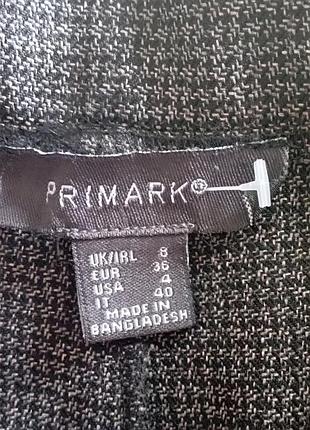 PRIMARK®
UK/IRL 8
EUR 36
USA 4
IT 40
MADE IN
BANGLADESH